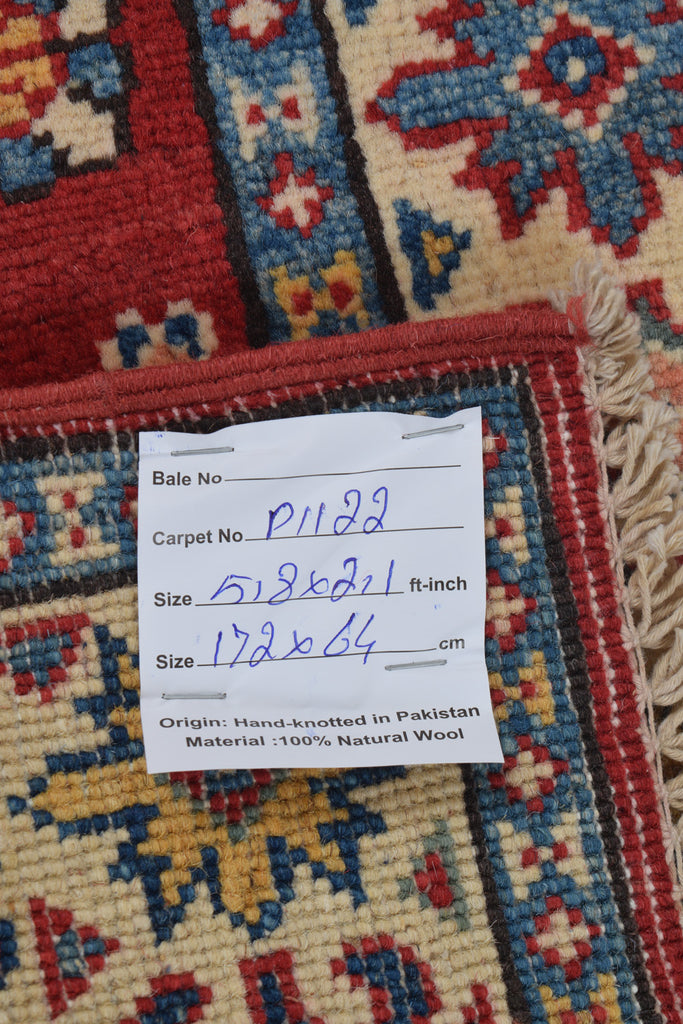 Bale No
Carpet No P1122
Size 5,8x2,1 ft-inch
Size 172x64 cm
Origin: Hand-knotted in Pakistan
Material :100% Natural Wool